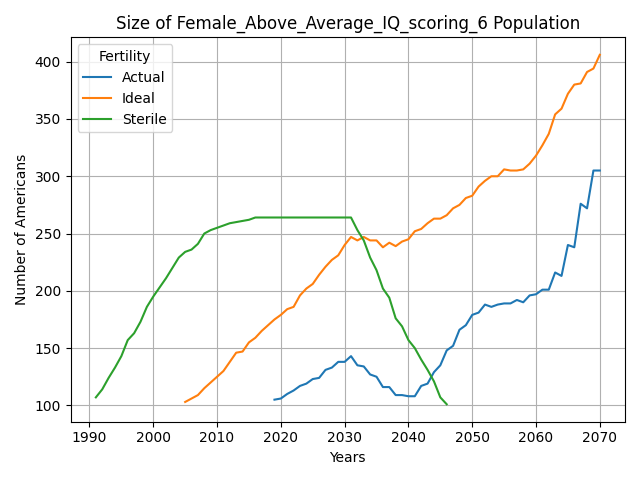 Size of Female_Above_Average_IQ_scoring_6 Population
Fertility
Actual
Ideal
Sterile
Number of Americans
400
350
300
250
200
150
100
1990 2000 2010 2020 2030 2040 2050 2060 2070
Years